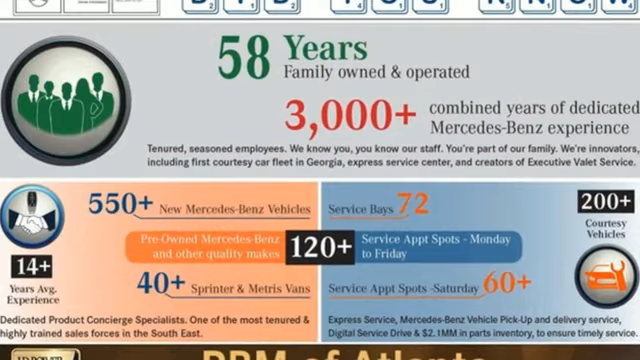 DID YOU KNOW
58 Years
Family owned & operated
3,000+ combined years of dedicated
Mercedes-Benz experience
Tenured, seasoned employees. We know you, you know our staff. You're part of our family. We're innovators,
including first courtesy car fleet in Georgia, express service center, and creators of Executive Valet Service.
550+ New Mercedes-Benz Vehicles
Pre-Owned Mercedes-Benz
and other quality makes
120+
40+ Sprinter & Metris Vans
14+
Years Avg.
Experience
Dedicated Product Concierge Specialists. One of the most tenured &
highly trained sales forces in the South East.
Service Bays 72
Service Appt Spots - Monday
to Friday
Service Appt Spots -Saturday 60+
200+
Courtesy
Vehicles
Express Service, Mercedes-Benz Vehicle Pick-Up and delivery service,
Digital Service Drive & $2.1MM in parts inventory, to ensure timely service.
J.D. POWER
RBM of Atlanta